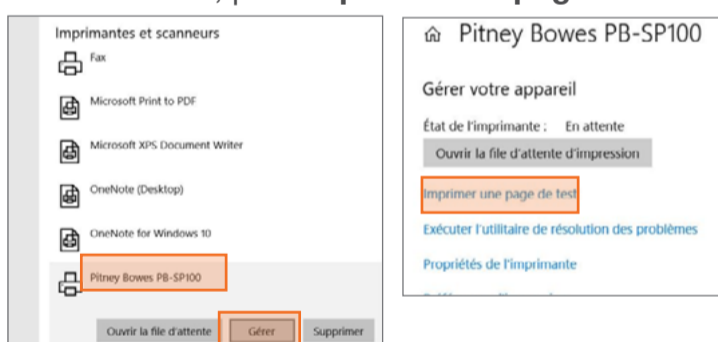 Imprimantes et scanneurs
Fax
Microsoft Print to PDF
Microsoft XPS Document Writer
OneNote (Desktop)
OneNote for Windows 10
Pitney Bowes PB-SP100
Ouvrir la file d'attente Gérer Supprimer
Pitney Bowes PB-SP100
Gérer votre appareil
État de l'imprimante : En attente
Ouvrir la file d'attente d'impression
Imprimer une page de test
Exécuter l'utilitaire de résolution des problèmes
Propriétés de l'imprimante